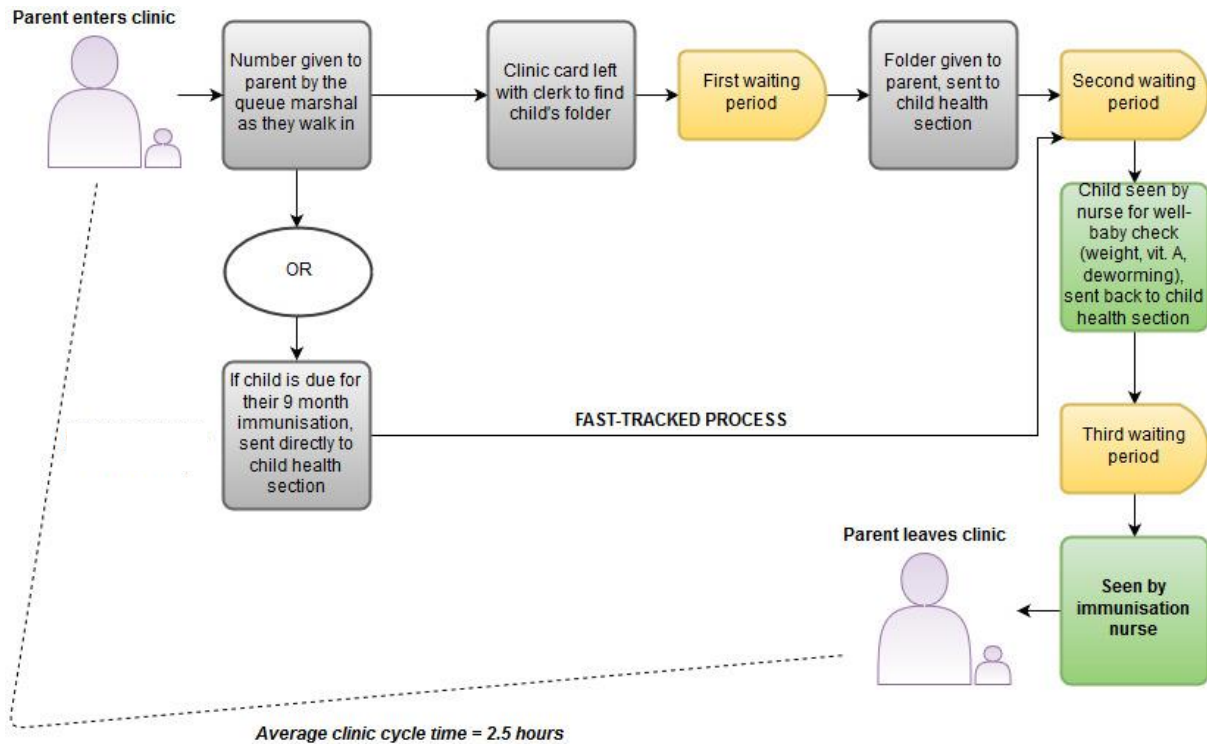 Parent enters clinic
Number given to
parent by the
queue marshal
as they walk in
Clinic card left
with clerk to find
child's folder
First waiting
period
Folder given to
parent, sent to
child health
section
Second waiting
period
Child seen by
nurse for well-
baby check
(weight, vit. A,
deworming),
sent back to child
health section
OR
If child is due for
their 9 month
immunisation,
sent directly to
child health
section
FAST-TRACKED PROCESS
Third waiting
period
Seen by
immunisation
nurse
Parent leaves clinic
Average clinic cycle time = 2.5 hours